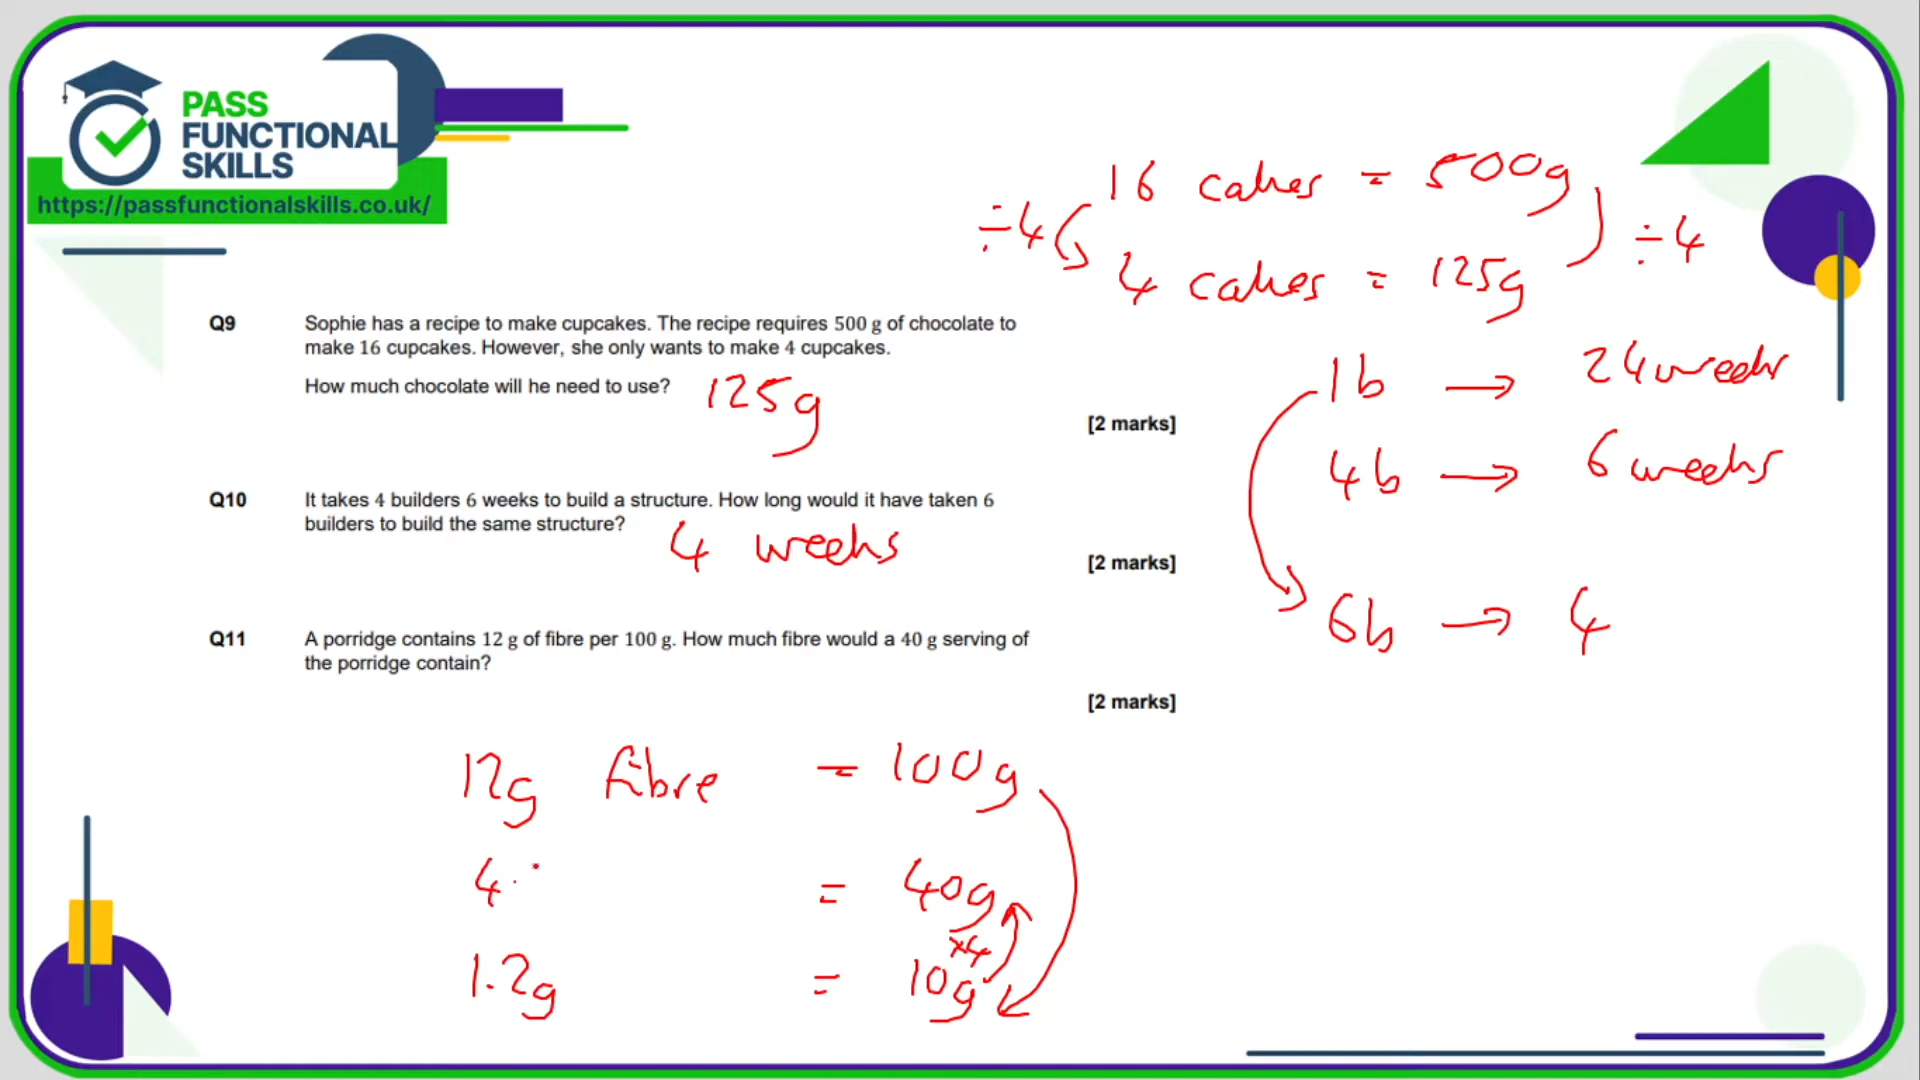 PASS
FUNCTIONAL
SKILLS
https://passfunctionalskills.co.uk/
16 cakes = 500g
÷4 ÷4
4 cakes = 125g
Q9 Sophie has a recipe to make cupcakes. The recipe requires 500 g of chocolate to
make 16 cupcakes. However, she only wants to make 4 cupcakes.
How much chocolate will he need to use? 125g
[2 marks]
1b → 24 weeks
4b → 6 weeks
6b → 4
Q10 It takes 4 builders 6 weeks to build a structure. How long would it have taken 6
builders to build the same structure? 4 weeks
[2 marks]
Q11 A porridge contains 12 g of fibre per 100 g. How much fibre would a 40 g serving of
the porridge contain?
[2 marks]
12g fibre = 100g
4. = 40g
×4
1.2g = 10g